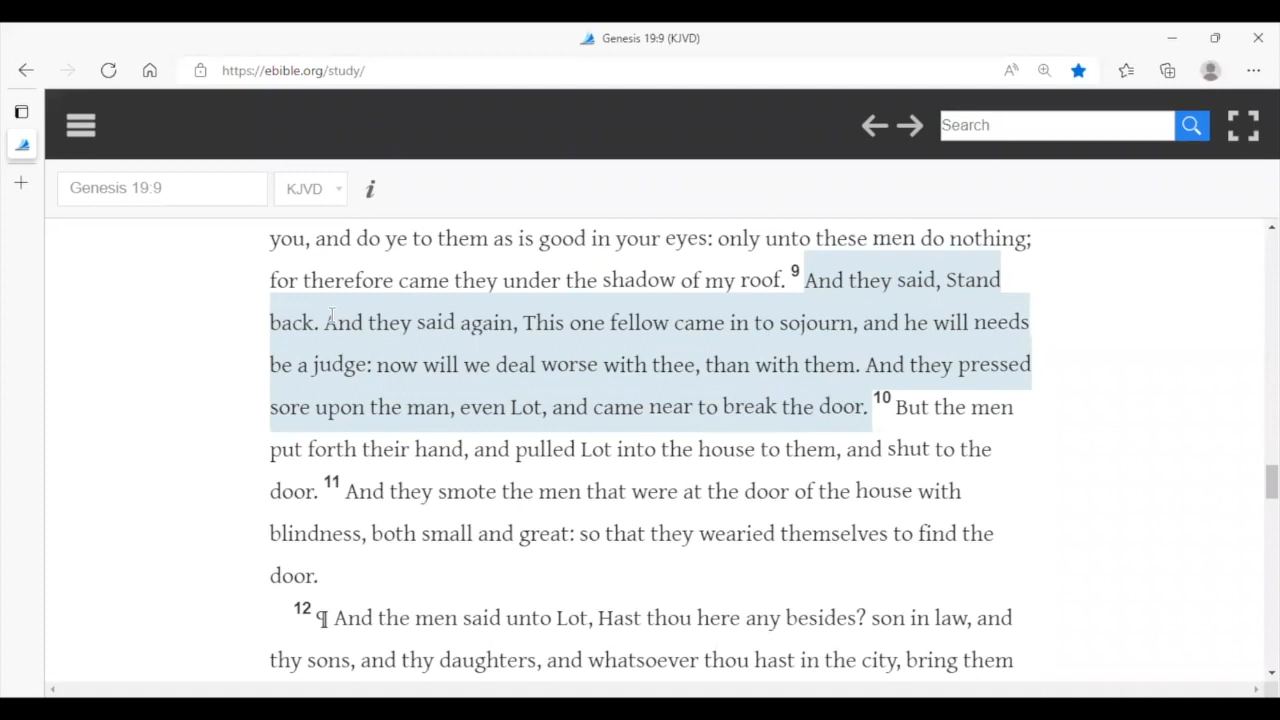 Genesis 19:9 (KJVD)
https://ebible.org/study/
Search
Genesis 19:9
KJVD
i
you, and do ye to them as is good in your eyes: only unto these men do nothing;
for therefore came they under the shadow of my roof. 9 And they said, Stand
back. And they said again, This one fellow came in to sojourn, and he will needs
be a judge: now will we deal worse with thee, than with them. And they pressed
sore upon the man, even Lot, and came near to break the door. 10 But the men
put forth their hand, and pulled Lot into the house to them, and shut to the
door. 11 And they smote the men that were at the door of the house with
blindness, both small and great: so that they wearied themselves to find the
door.
12 ¶ And the men said unto Lot, Hast thou here any besides? son in law, and
thy sons, and thy daughters, and whatsoever thou hast in the city, bring them